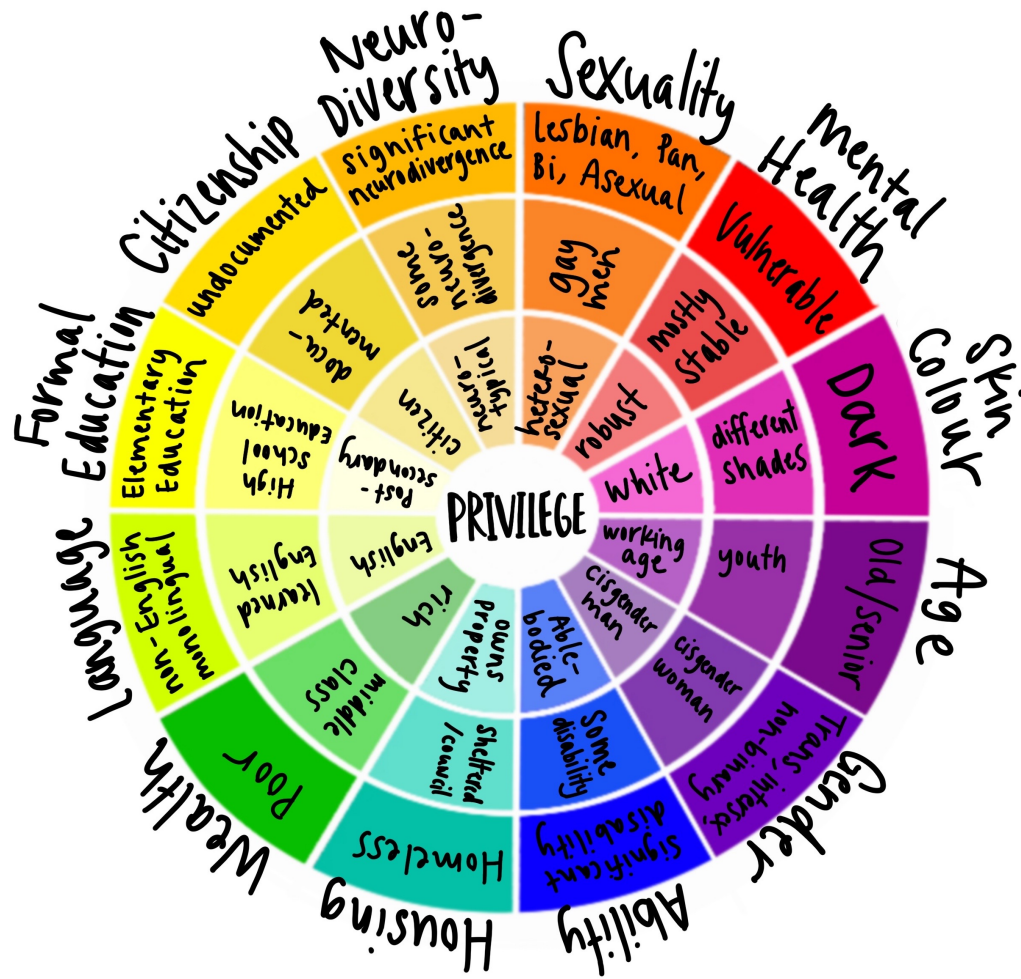 Neuro-
Diversity
significant
neurodivergence
some
neuro-
divergence
neuro-
typical
Sexuality
Lesbian, Pan,
Bi, Asexual
gay
men
hetero-
sexual
mental
Health
Vulnerable
mostly
stable
robust
Skin
Colour
Dark
different
shades
white
Age
Old/senior
youth
working
age
Gender
Trans, intersex,
non-binary
cisgender
woman
cisgender
man
Ability
significant
disability
Some
disability
Able-
bodied
Housing
Homeless
Sheltered
/council
owns
property
Wealth
Poor
middle
class
rich
Language
non-English
monolingual
learned
English
English
Formal
Education
Elementary
Education
High
School
Education
Post-
secondary
Citizenship
undocumented
docu-
mented
citizen
PRIVILEGE